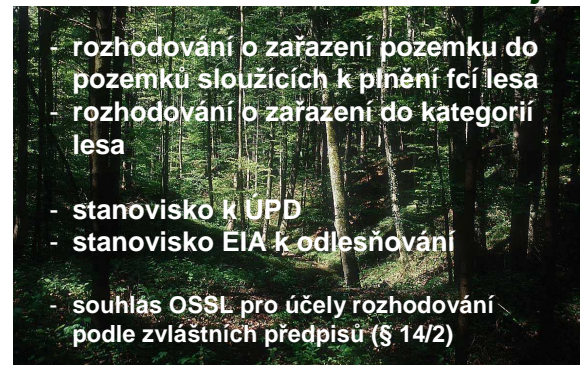 - rozhodování o zařazení pozemku do
pozemků sloužících k plnění fcí lesa
- rozhodování o zařazení do kategorií
lesa
- stanovisko k ÚPD
- stanovisko EIA k odlesňování
- souhlas OSSL pro účely rozhodování
podle zvláštních předpisů (§ 14/2)